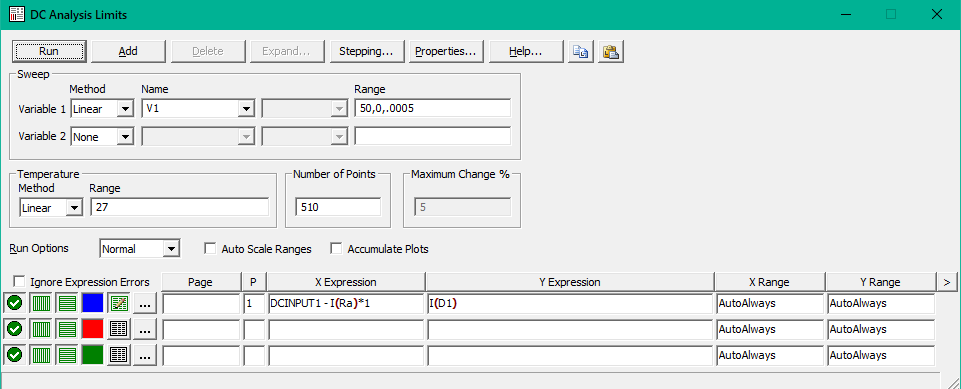 DC Analysis Limits
Run Add Delete Expand... Stepping... Properties... Help...
Sweep
Method Name Range
Variable 1 Linear V1 50,0,.0005
Variable 2 None
Temperature Number of Points Maximum Change %
Method Range
Linear 27 510 5
Run Options Normal Auto Scale Ranges Accumulate Plots
Ignore Expression Errors Page P X Expression Y Expression X Range Y Range >
... 1 DCINPUT1 - I(Ra)*1 I(D1) AutoAlways AutoAlways
... AutoAlways AutoAlways
... AutoAlways AutoAlways